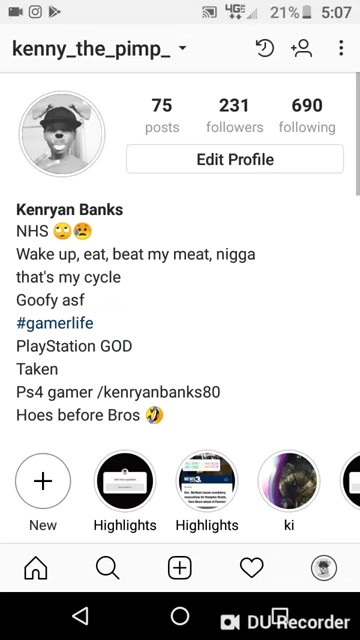 4G 21% 5:07
kenny_the_pimp_
75 231 690
posts followers following
Edit Profile
Kenryan Banks
NHS 🙄😥
Wake up, eat, beat my meat, nigga
that's my cycle
Goofy asf
#gamerlife
PlayStation GOD
Taken
Ps4 gamer /kenryanbanks80
Hoes before Bros 🤣
NEWS 3
New Highlights Highlights ki
DU Recorder